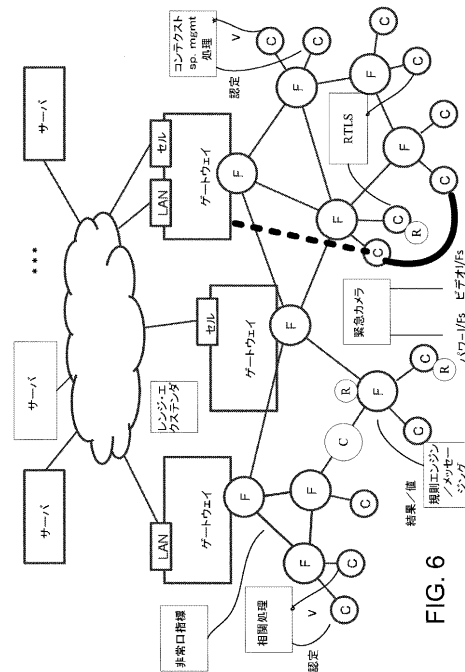 サーバ
サーバ
サーバ
***
LAN
セル
LAN
セル
ゲートウェイ
ゲートウェイ
ゲートウェイ
レンジ・エ
クステンダ
非常口指標
相関処理
認定
V
コンテクスト
sp. mgmt
処理
認定
V
RTLS
緊急カメラ
パワーI/Fs
ビデオI/Fs
結果/値
規則エンジン
/メッセー
ジング
F
F
F
F
F
F
F
F
F
F
C
C
C
C
C
C
C
C
C
C
C
C
C
C
R
R
R
FIG. 6